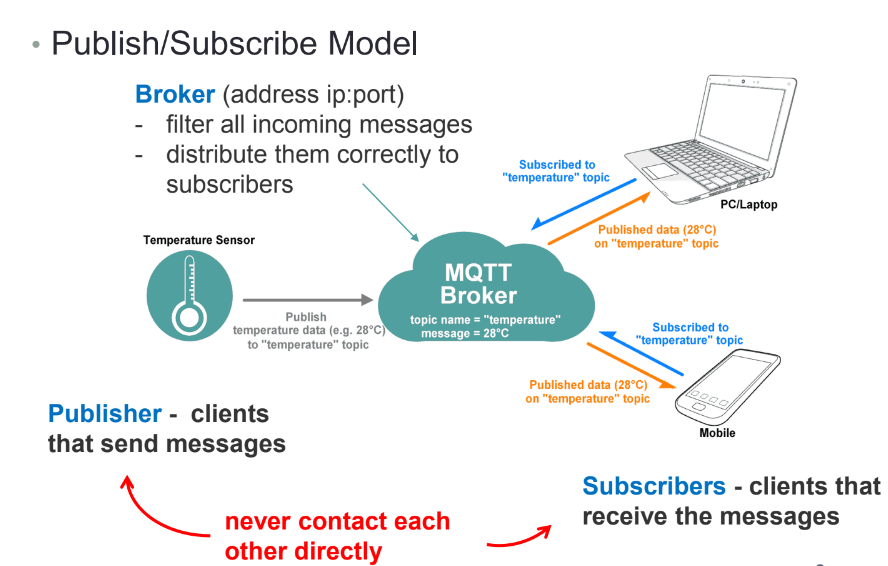 • Publish/Subscribe Model
Broker (address ip:port)
- filter all incoming messages
- distribute them correctly to
subscribers
Subscribed to
"temperature" topic
PC/Laptop
Published data (28°C)
on "temperature" topic
Temperature Sensor
MQTT
Broker
topic name = "temperature"
message = 28°C
Publish
temperature data (e.g. 28°C)
to "temperature" topic
Subscribed to
"temperature" topic
Published data (28°C)
on "temperature" topic
Mobile
Publisher - clients
that send messages
Subscribers - clients that
receive the messages
never contact each
other directly